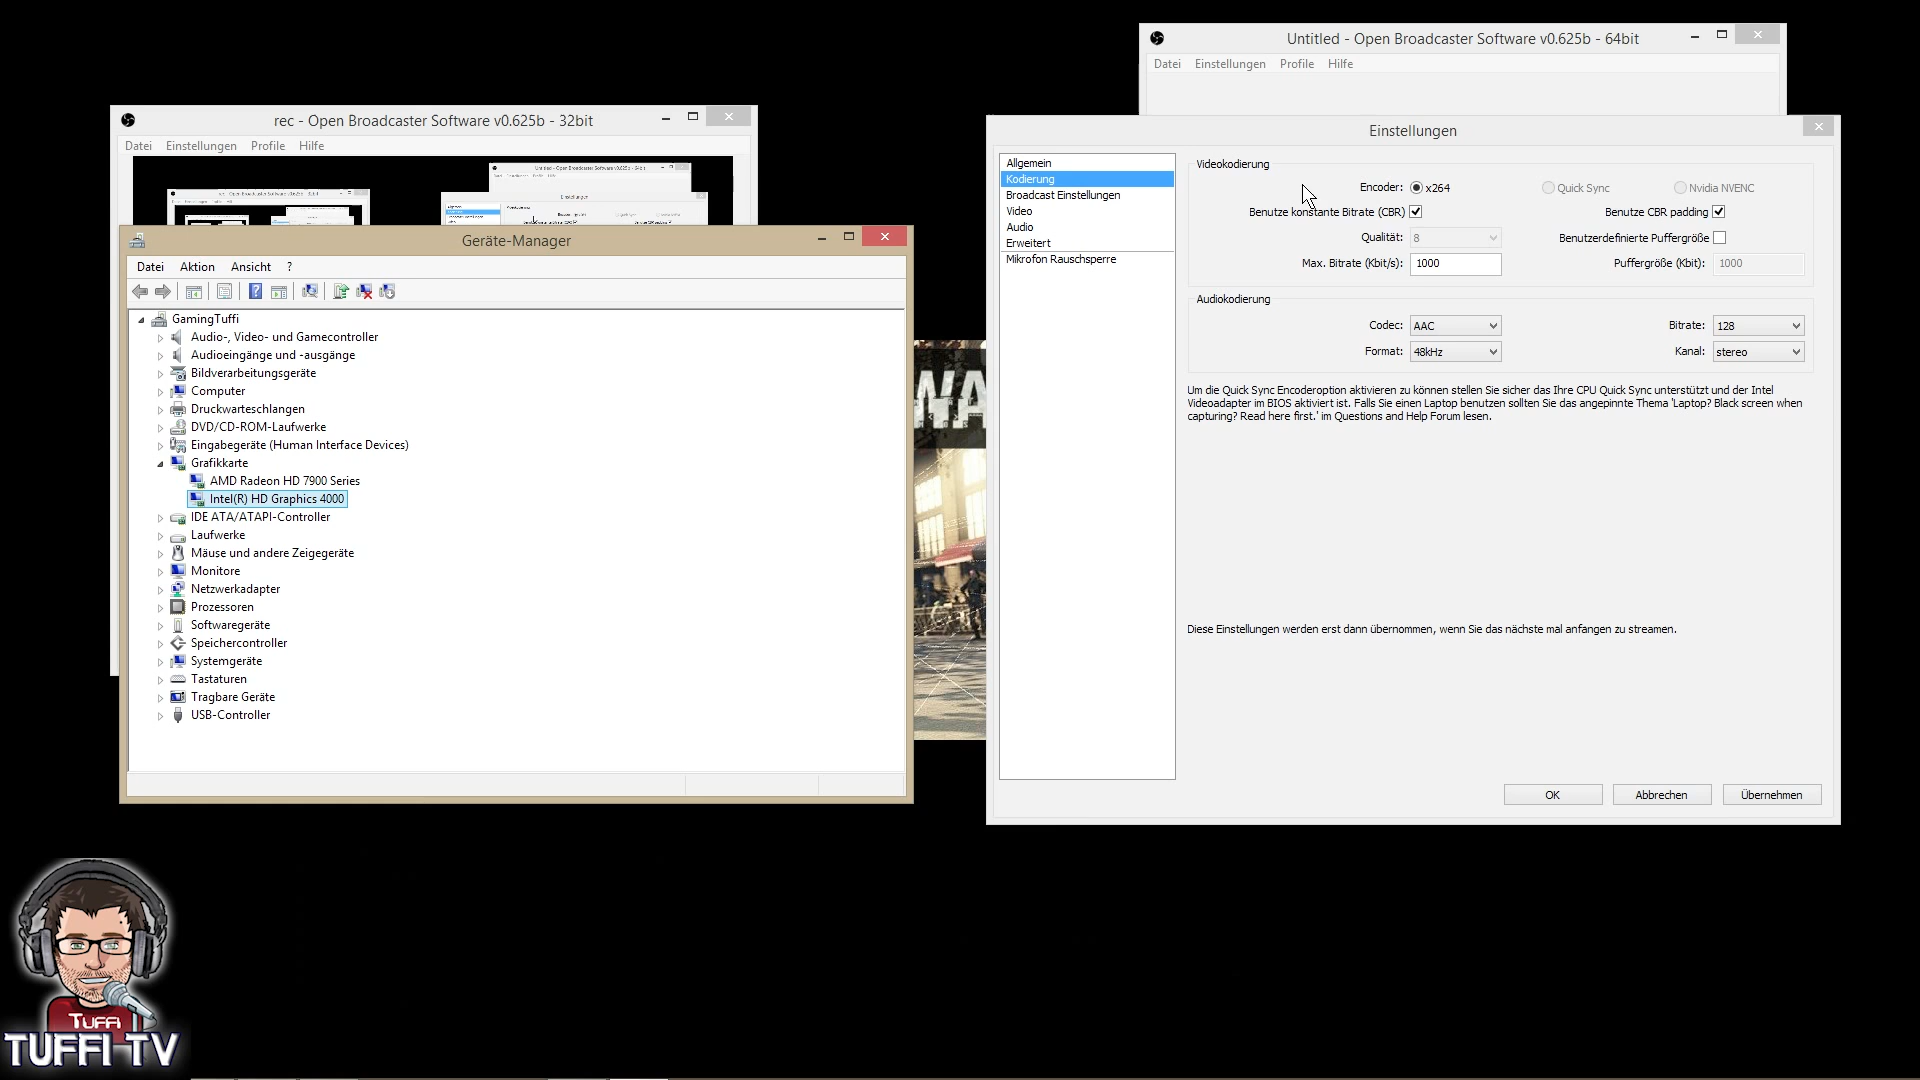 Untitled - Open Broadcaster Software v0.625b - 64bit
Datei Einstellungen Profile Hilfe
rec - Open Broadcaster Software v0.625b - 32bit
Datei Einstellungen Profile Hilfe
Geräte-Manager
Datei Aktion Ansicht ?
GamingTuffi
Audio-, Video- und Gamecontroller
Audioeingänge und -ausgänge
Bildverarbeitungsgeräte
Computer
Druckwarteschlangen
DVD/CD-ROM-Laufwerke
Eingabegeräte (Human Interface Devices)
Grafikkarte
AMD Radeon HD 7900 Series
Intel(R) HD Graphics 4000
IDE ATA/ATAPI-Controller
Laufwerke
Mäuse und andere Zeigegeräte
Monitore
Netzwerkadapter
Prozessoren
Softwaregeräte
Speichercontroller
Systemgeräte
Tastaturen
Tragbare Geräte
USB-Controller
WA
Einstellungen
Allgemein
Kodierung
Broadcast Einstellungen
Video
Audio
Erweitert
Mikrofon Rauschsperre
Videokodierung
Encoder: x264 Quick Sync Nvidia NVENC
Benutze konstante Bitrate (CBR) Benutze CBR padding
Qualität: 8 Benutzerdefinierte Puffergröße
Max. Bitrate (Kbit/s): 1000 Puffergröße (Kbit): 1000
Audiokodierung
Codec: AAC Bitrate: 128
Format: 48kHz Kanal: stereo
Um die Quick Sync Encoderoption aktivieren zu können stellen Sie sicher das Ihre CPU Quick Sync unterstützt und der Intel
Videoadapter im BIOS aktiviert ist. Falls Sie einen Laptop benutzen sollten Sie das angepinnte Thema 'Laptop? Black screen when
capturing? Read here first.' im Questions and Help Forum lesen.
Diese Einstellungen werden erst dann übernommen, wenn Sie das nächste mal anfangen zu streamen.
OK Abbrechen Übernehmen
TUFFI
TUFFI TV